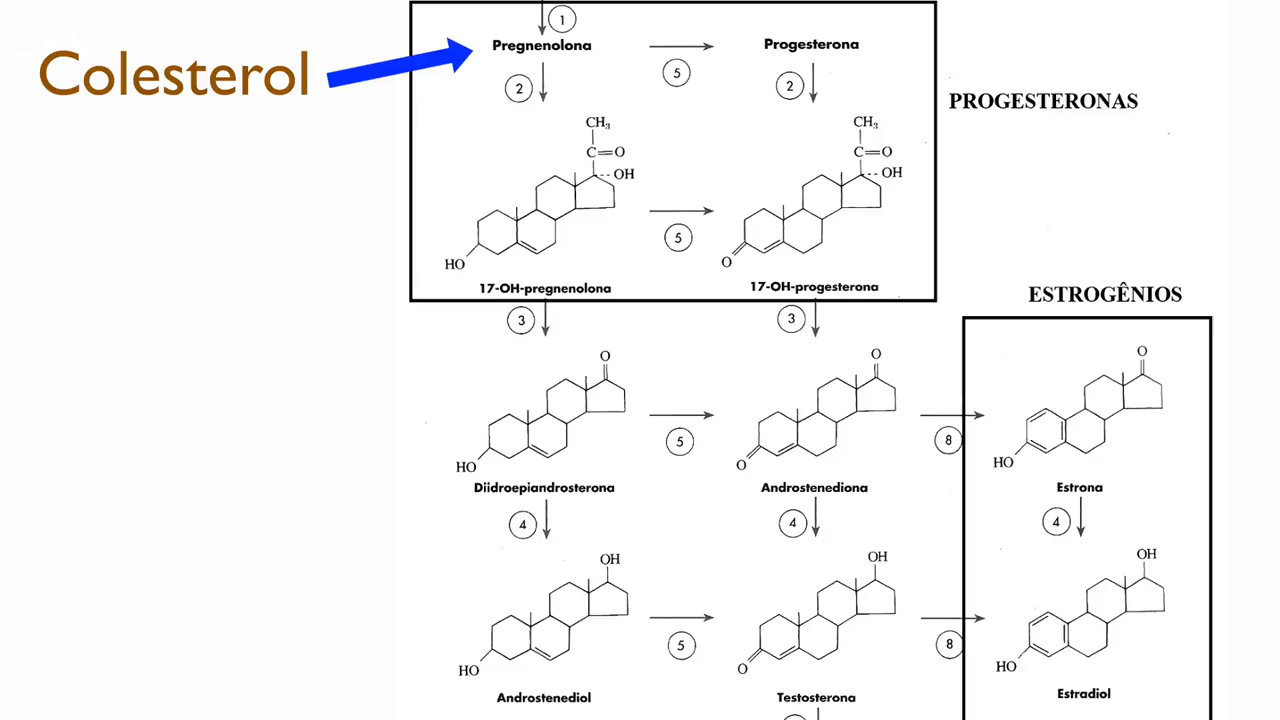 Colesterol
1
Pregnenolona
Progesterona
5
2
2
PROGESTERONAS
CH₃
C=O
OH
HO
CH₃
C=O
OH
O
5
17-OH-pregnenolona
17-OH-progesterona
ESTROGÊNIOS
3
3
O
HO
O
O
O
HO
5
8
Diidroepiandrosterona
Androstenediona
Estrona
4
4
4
OH
HO
OH
O
OH
HO
5
8
Androstenediol
Testosterona
Estradiol